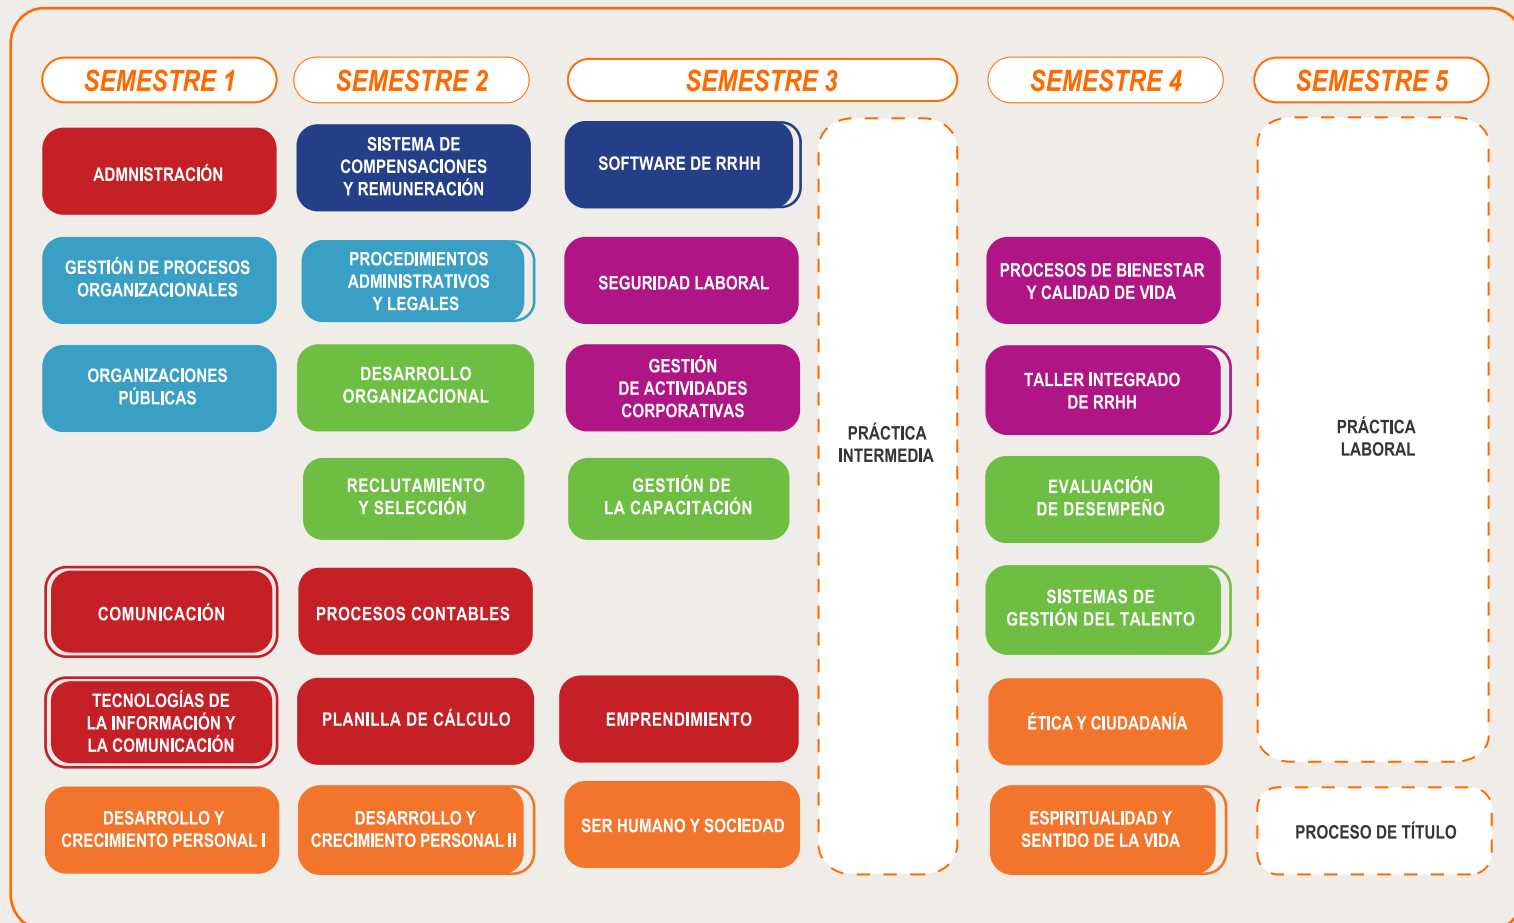 SEMESTRE 1
ADMNISTRACIÓN
GESTIÓN DE PROCESOS
ORGANIZACIONALES
ORGANIZACIONES
PÚBLICAS
COMUNICACIÓN
TECNOLOGÍAS DE
LA INFORMACIÓN Y
LA COMUNICACIÓN
DESARROLLO Y
CRECIMIENTO PERSONAL I
SEMESTRE 2
SISTEMA DE
COMPENSACIONES
Y REMUNERACIÓN
PROCEDIMIENTOS
ADMINISTRATIVOS
Y LEGALES
DESARROLLO
ORGANIZACIONAL
RECLUTAMIENTO
Y SELECCIÓN
PROCESOS CONTABLES
PLANILLA DE CÁLCULO
DESARROLLO Y
CRECIMIENTO PERSONAL II
SEMESTRE 3
SOFTWARE DE RRHH
SEGURIDAD LABORAL
GESTIÓN
DE ACTIVIDADES
CORPORATIVAS
GESTIÓN DE
LA CAPACITACIÓN
EMPRENDIMIENTO
SER HUMANO Y SOCIEDAD
PRÁCTICA
INTERMEDIA
SEMESTRE 4
PROCESOS DE BIENESTAR
Y CALIDAD DE VIDA
TALLER INTEGRADO
DE RRHH
EVALUACIÓN
DE DESEMPEÑO
SISTEMAS DE
GESTIÓN DEL TALENTO
ÉTICA Y CIUDADANÍA
ESPIRITUALIDAD Y
SENTIDO DE LA VIDA
SEMESTRE 5
PRÁCTICA
LABORAL
PROCESO DE TÍTULO